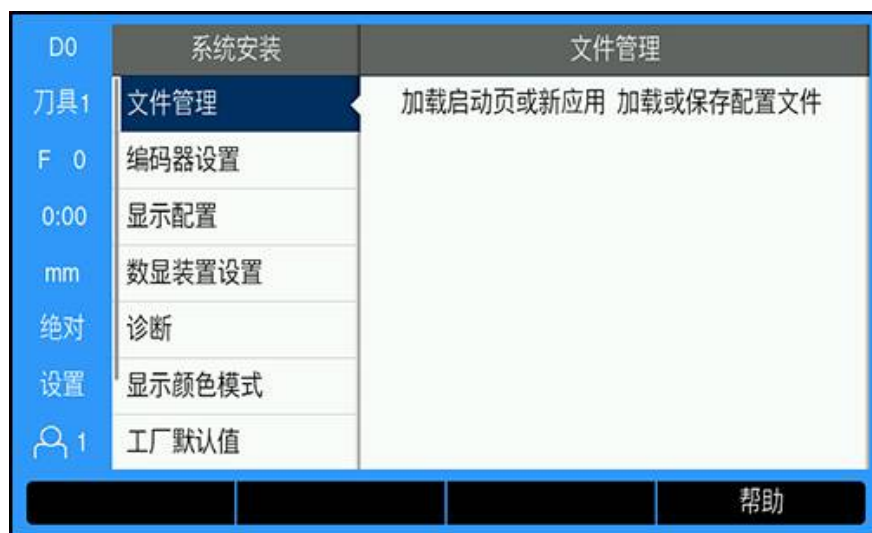 D0 系统安装 文件管理
刀具1 文件管理 加载启动页或新应用 加载或保存配置文件
F 0 编码器设置
0:00 显示配置
mm 数显装置设置
绝对 诊断
设置 显示颜色模式
1 工厂默认值
帮助